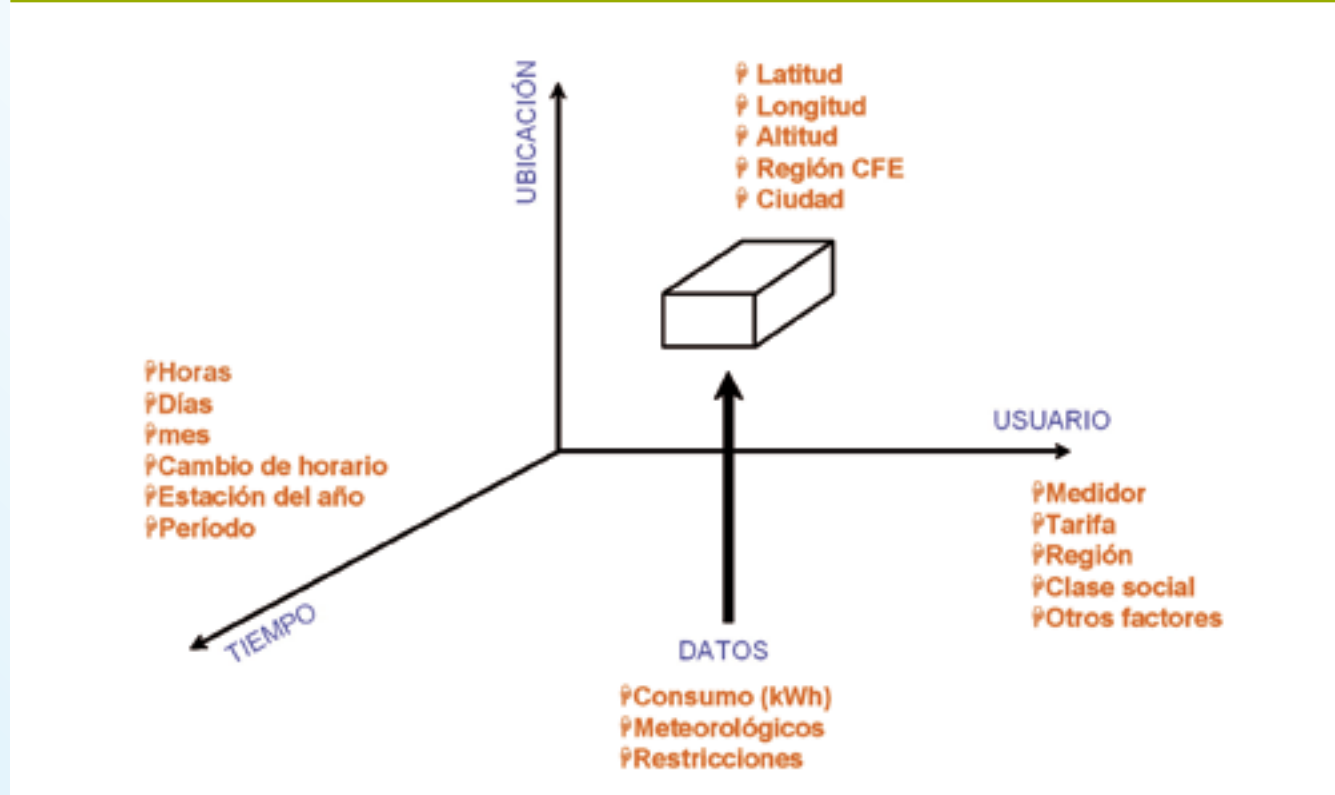 UBICACIÓN
Latitud
Longitud
Altitud
Región CFE
Ciudad
Horas
Días
mes
Cambio de horario
Estación del año
Período
TIEMPO
USUARIO
Medidor
Tarifa
Región
Clase social
Otros factores
DATOS
Consumo (kWh)
Meteorológicos
Restricciones